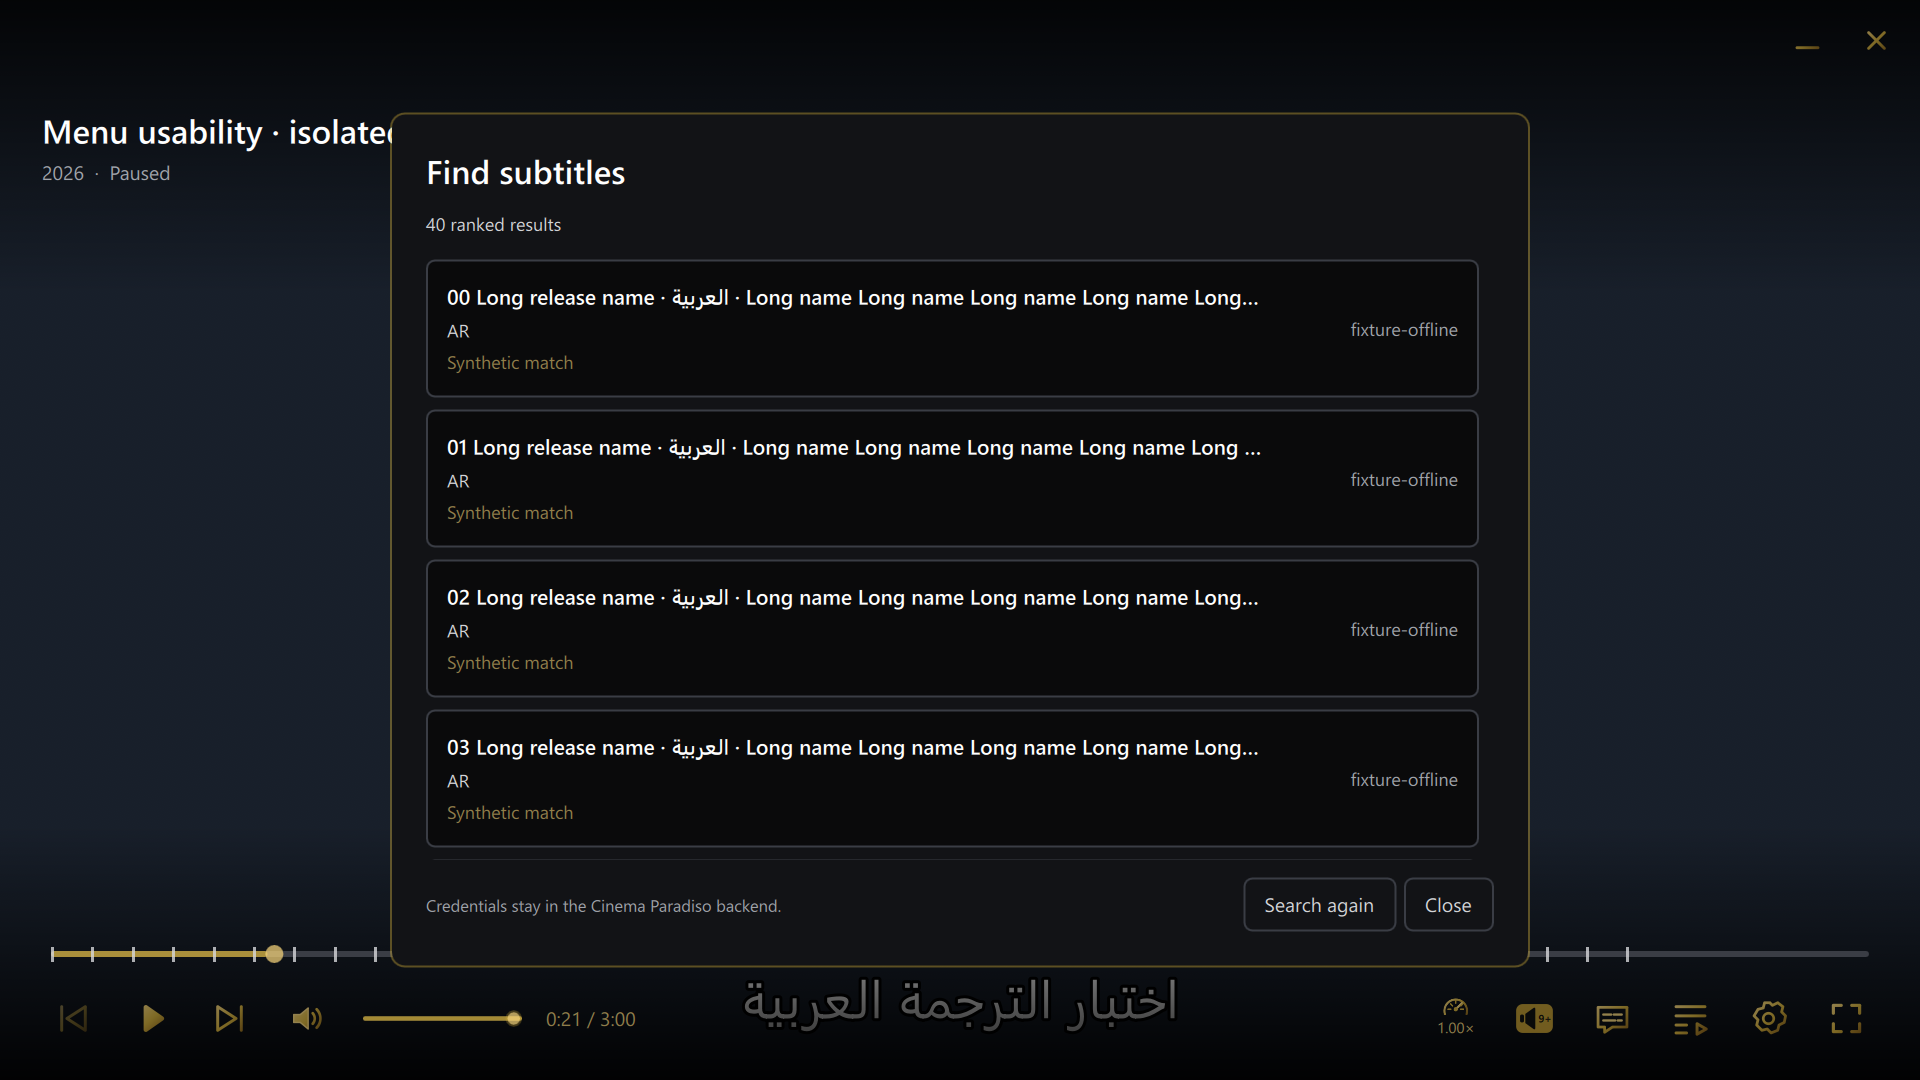 Menu usability · isolated
2026 · Paused
Find subtitles
40 ranked results
00 Long release name · العربية · Long name Long name Long name Long name Long...
AR
fixture-offline
Synthetic match
01 Long release name · العربية · Long name Long name Long name Long name Long ...
AR
fixture-offline
Synthetic match
02 Long release name · العربية · Long name Long name Long name Long name Long...
AR
fixture-offline
Synthetic match
03 Long release name · العربية · Long name Long name Long name Long name Long...
AR
fixture-offline
Synthetic match
Credentials stay in the Cinema Paradiso backend.
Search again
Close
اختبار الترجمة العربية
0:21 / 3:00
1.00×
9+